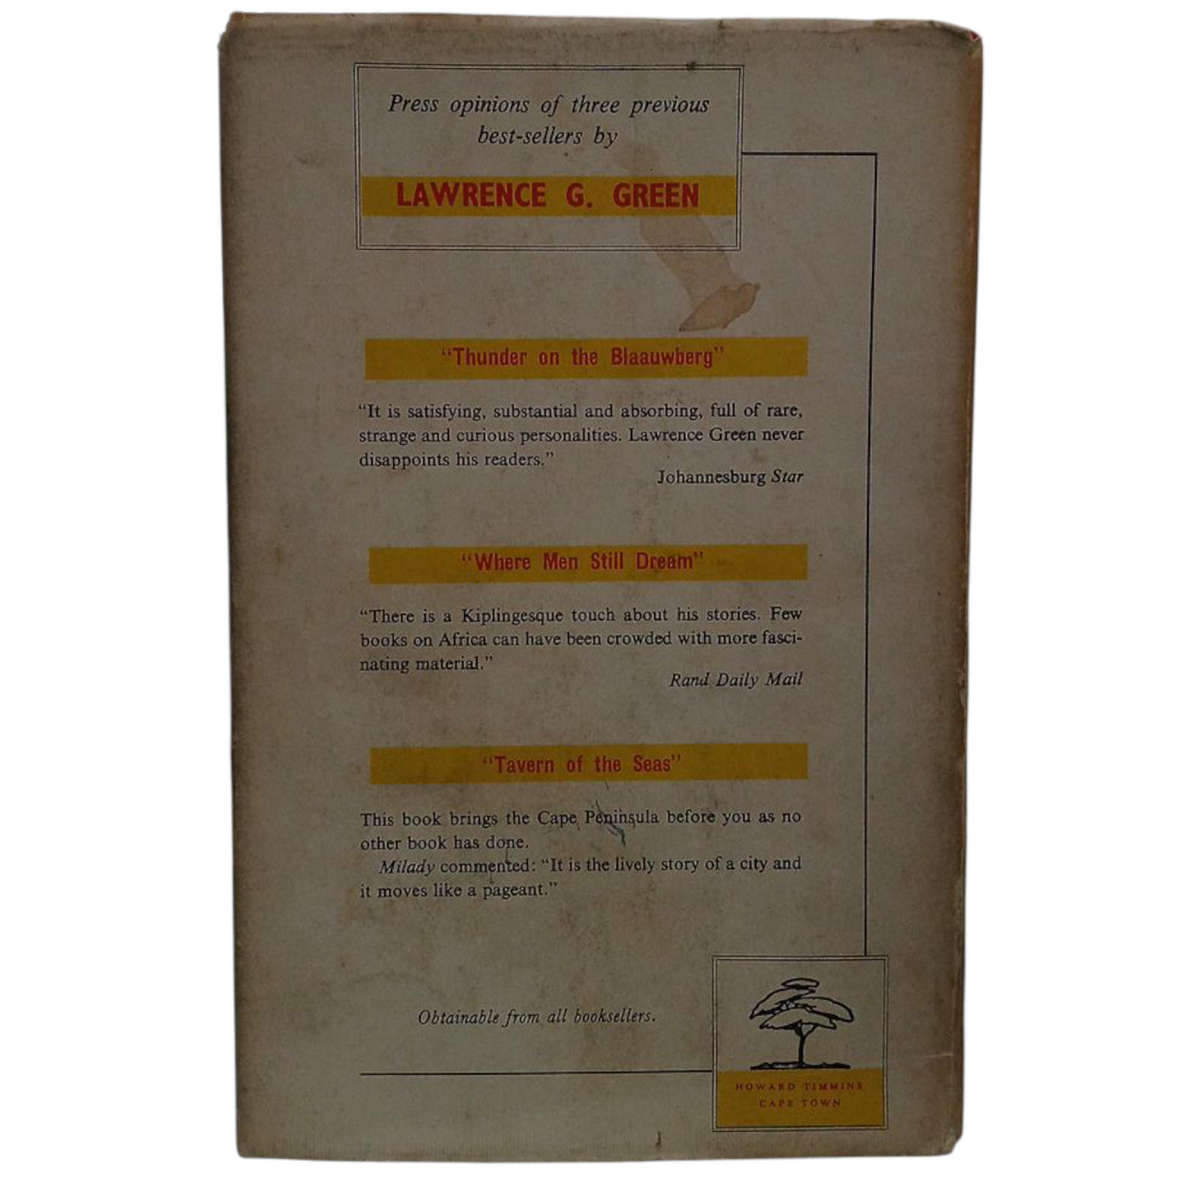 Press opinions of three previous
best-sellers by
LAWRENCE G. GREEN
"Thunder on the Blaauwberg"
"It is satisfying, substantial and absorbing, full of rare,
strange and curious personalities. Lawrence Green never
disappoints his readers."
Johannesburg Star
"Where Men Still Dream"
"There is a Kiplingesque touch about his stories. Few
books on Africa can have been crowded with more fasci-
nating material."
Rand Daily Mail
"Tavern of the Seas"
This book brings the Cape Peninsula before you as no
other book has done.
Milady commented: "It is the lively story of a city and
it moves like a pageant."
Obtainable from all booksellers.
HOWARD TIMMINS
CAPE TOWN